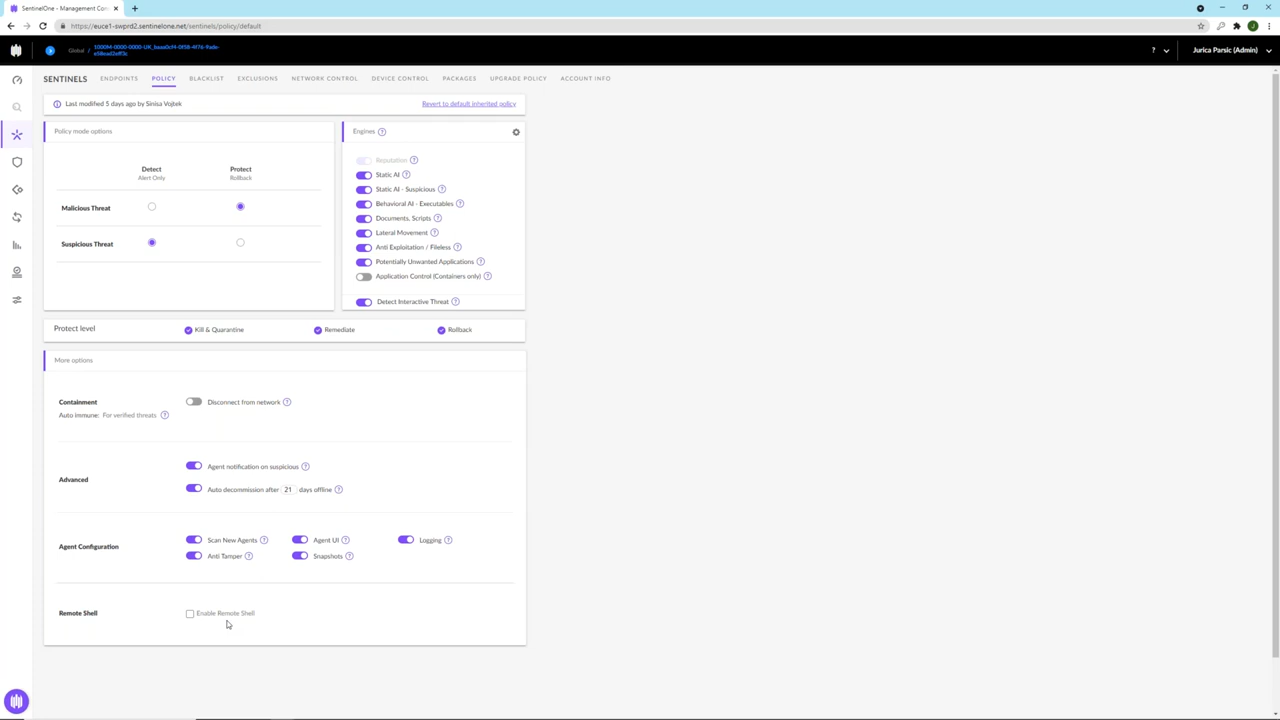 SentinelOne - Management Con
https://euce1-swprd2.sentinelone.net/sentinels/policy/default
Global /
Jurica Parsic (Admin)
SENTINELS ENDPOINTS POLICY BLACKLIST EXCLUSIONS NETWORK CONTROL DEVICE CONTROL PACKAGES UPGRADE POLICY ACCOUNT INFO
Last modified 5 days ago by Sinisa Vojtek
Revert to default inherited policy
Policy mode options
Detect
Alert Only
Protect
Rollback
Malicious Threat
Suspicious Threat
Engines
Reputation
Static AI
Static AI - Suspicious
Behavioral AI - Executables
Documents, Scripts
Lateral Movement
Anti Exploitation / Fileless
Potentially Unwanted Applications
Application Control (Containers only)
Detect Interactive Threat
Protect level Kill & Quarantine Remediate Rollback
More options
Containment Disconnect from network
Auto immune: For verified threats
Agent notification on suspicious
Advanced
Auto decommission after 21 days offline
Scan New Agents Agent UI Logging
Agent Configuration
Anti Tamper Snapshots
Remote Shell Enable Remote Shell